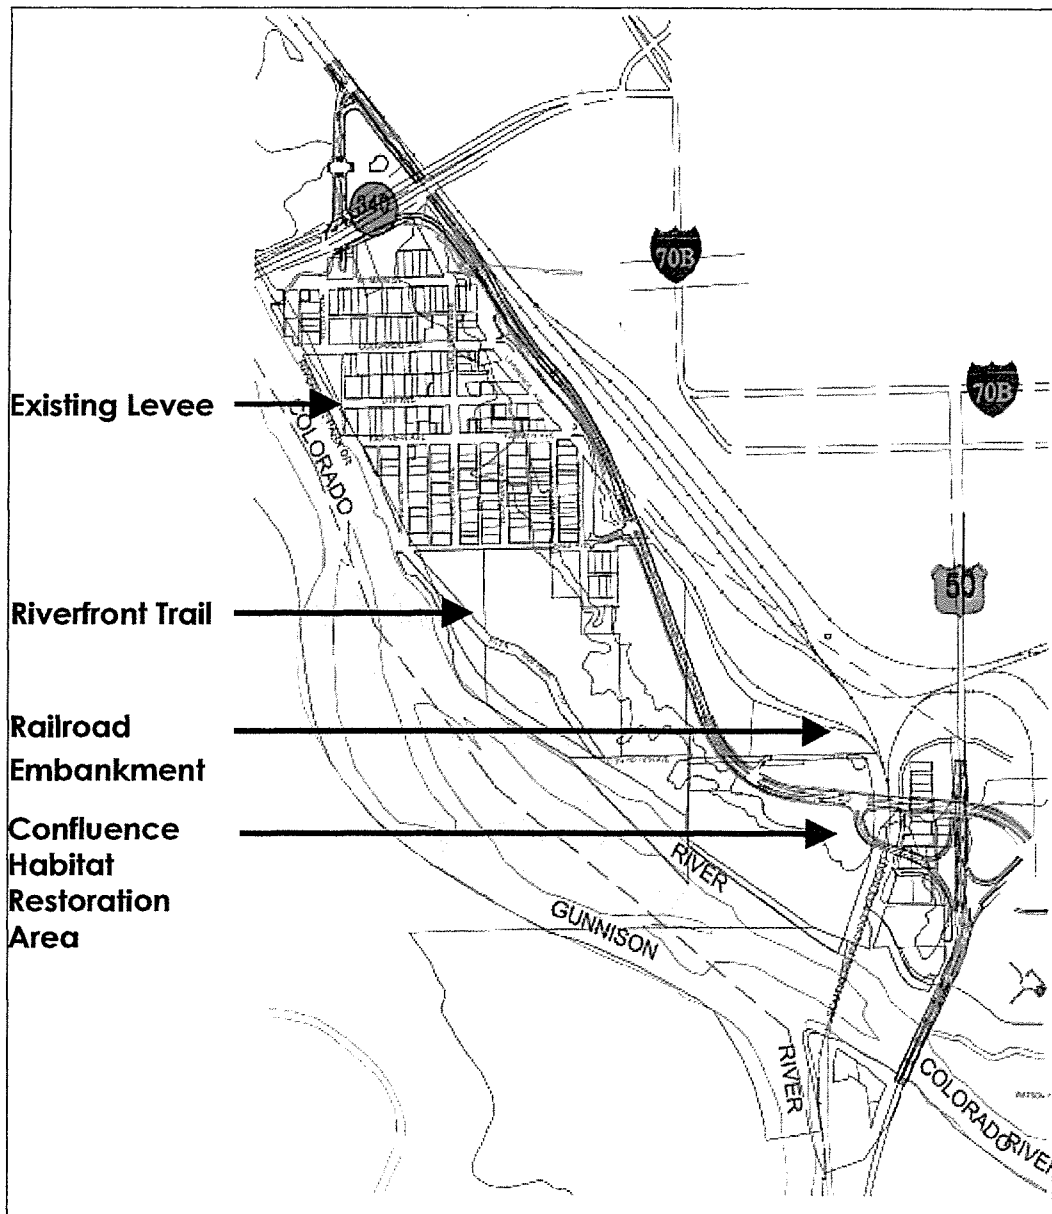 340
70B
70B
Existing Levee
COLORADO
50
Riverfront Trail
Railroad
Embankment
Confluence
Habitat
Restoration
Area
RIVER
GUNNISON
RIVER
COLORADO
RIVER